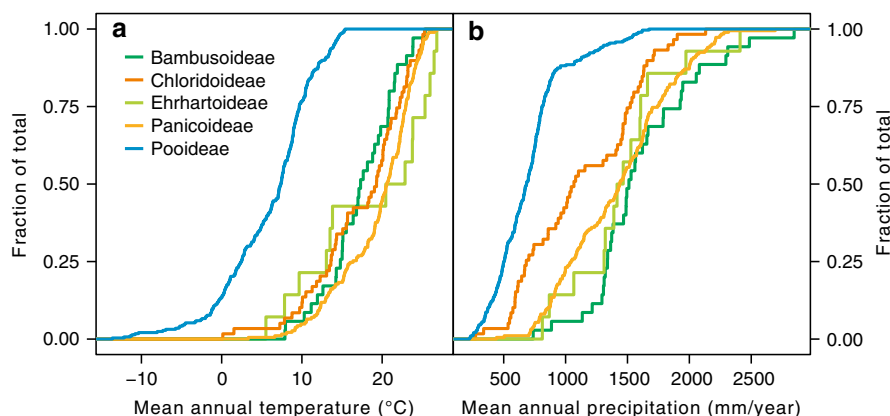 a
b
Bambusoideae
Chloridoideae
Ehrhartoideae
Panicoideae
Pooideae
1.00
0.75
0.50
0.25
0.00
Fraction of total
−10 0 10 20
Mean annual temperature (°C)
500 1000 1500 2000 2500
Mean annual precipitation (mm/year)
1.00
0.75
0.50
0.25
0.00
Fraction of total